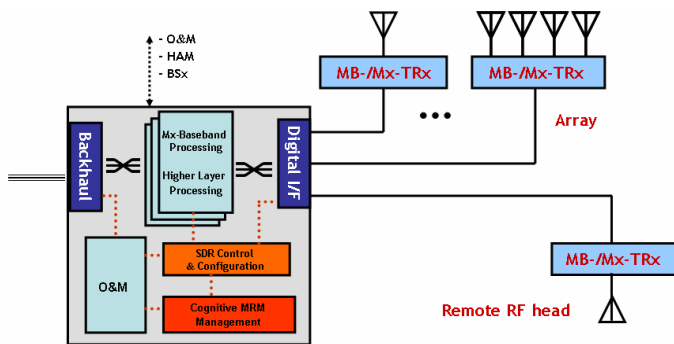 - O&M
- HAM
- BSx
MB-/Mx-TRx
MB-/Mx-TRx
Array
Backhaul
Mx-Baseband
Processing
Higher Layer
Processing
Digital I/F
SDR Control
& Configuration
O&M
Cognitive MRM
Management
MB-/Mx-TRx
Remote RF head